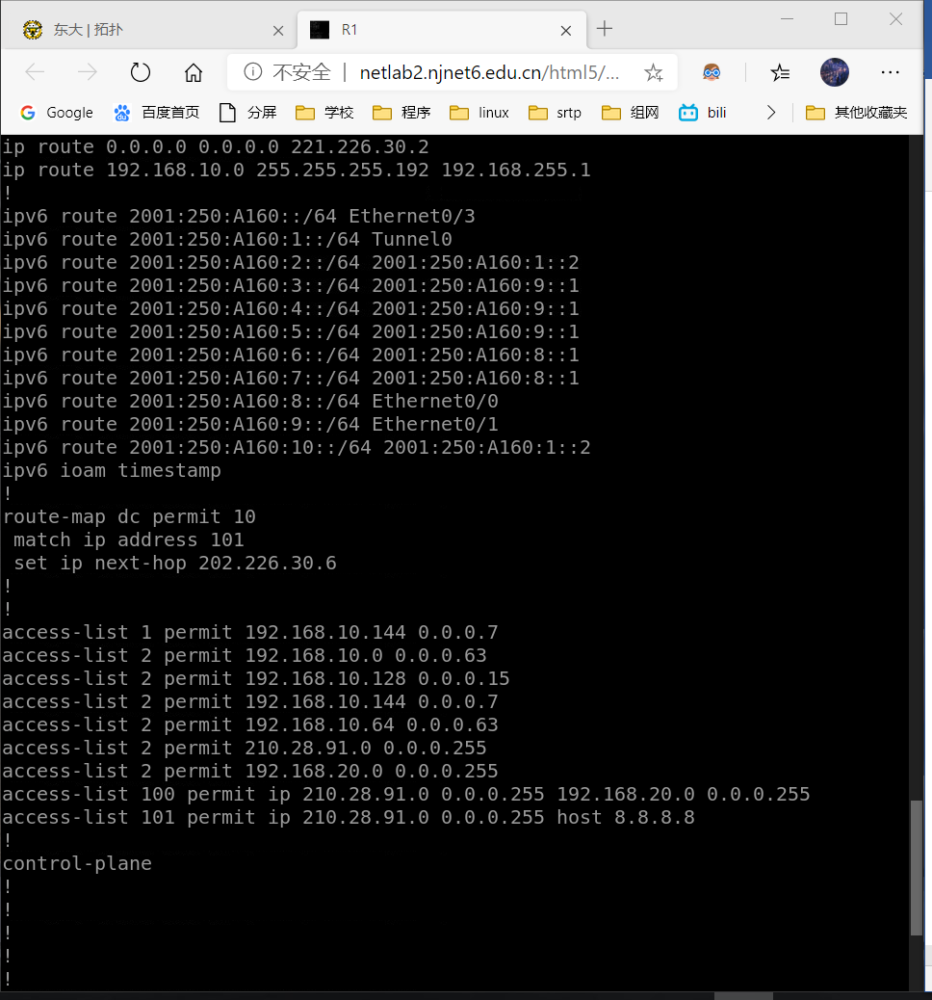 东大 | 拓扑
R1
不安全 | netlab2.njnet6.edu.cn/html5/...
Google
百度首页
分屏
学校
程序
linux
srtp
组网
bili
其他收藏夹
ip route 0.0.0.0 0.0.0.0 221.226.30.2
ip route 192.168.10.0 255.255.255.192 192.168.255.1
!
ipv6 route 2001:250:A160::/64 Ethernet0/3
ipv6 route 2001:250:A160:1::/64 Tunnel0
ipv6 route 2001:250:A160:2::/64 2001:250:A160:1::2
ipv6 route 2001:250:A160:3::/64 2001:250:A160:9::1
ipv6 route 2001:250:A160:4::/64 2001:250:A160:9::1
ipv6 route 2001:250:A160:5::/64 2001:250:A160:9::1
ipv6 route 2001:250:A160:6::/64 2001:250:A160:8::1
ipv6 route 2001:250:A160:7::/64 2001:250:A160:8::1
ipv6 route 2001:250:A160:8::/64 Ethernet0/0
ipv6 route 2001:250:A160:9::/64 Ethernet0/1
ipv6 route 2001:250:A160:10::/64 2001:250:A160:1::2
ipv6 ioam timestamp
!
route-map dc permit 10
 match ip address 101
 set ip next-hop 202.226.30.6
!
!
access-list 1 permit 192.168.10.144 0.0.0.7
access-list 2 permit 192.168.10.0 0.0.0.63
access-list 2 permit 192.168.10.128 0.0.0.15
access-list 2 permit 192.168.10.144 0.0.0.7
access-list 2 permit 192.168.10.64 0.0.0.63
access-list 2 permit 210.28.91.0 0.0.0.255
access-list 2 permit 192.168.20.0 0.0.0.255
access-list 100 permit ip 210.28.91.0 0.0.0.255 192.168.20.0 0.0.0.255
access-list 101 permit ip 210.28.91.0 0.0.0.255 host 8.8.8.8
!
control-plane
!
!
!
!
!